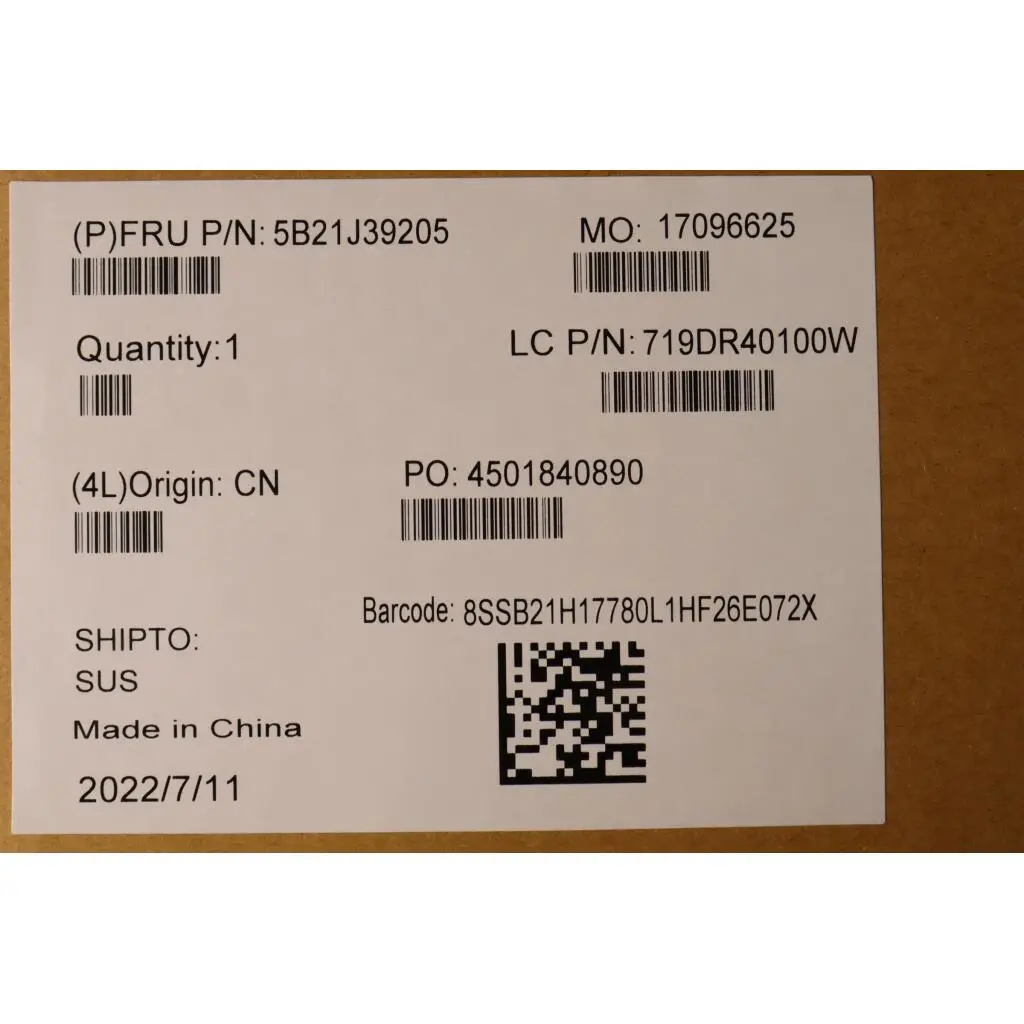 (P)FRU P/N: 5B21J39205
MO: 17096625
Quantity:1
LC P/N: 719DR40100W
(4L)Origin: CN
PO: 4501840890
Barcode: 8SSB21H17780L1HF26E072X
SHIPTO:
SUS
Made in China
2022/7/11